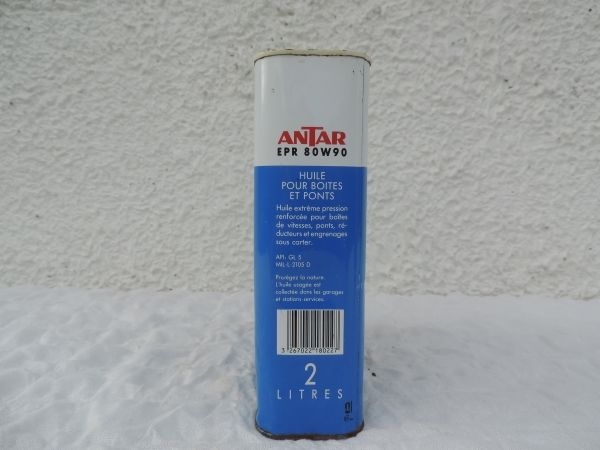 ANTAR
EPR 80W90
HUILE
POUR BOITES
ET PONTS
Huile extrême pression
renforcée pour boîtes
de vitesses, ponts, ré-
ducteurs et engrenages
sous carter.
API- GL 5
MIL-L-2105 D
Protégez la nature.
L'huile usagée est
collectée dans les garages
et stations-services.
3 267022 180227
2
LITRES